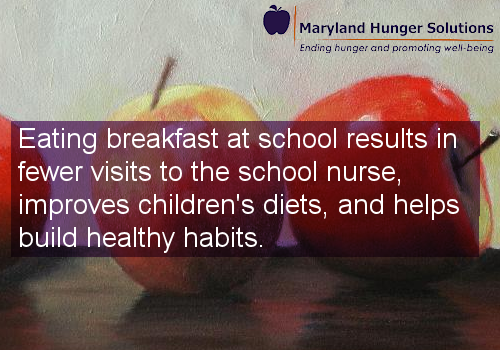 Maryland Hunger Solutions
Ending hunger and promoting well-being
Eating breakfast at school results in
fewer visits to the school nurse,
improves children's diets, and helps
build healthy habits.